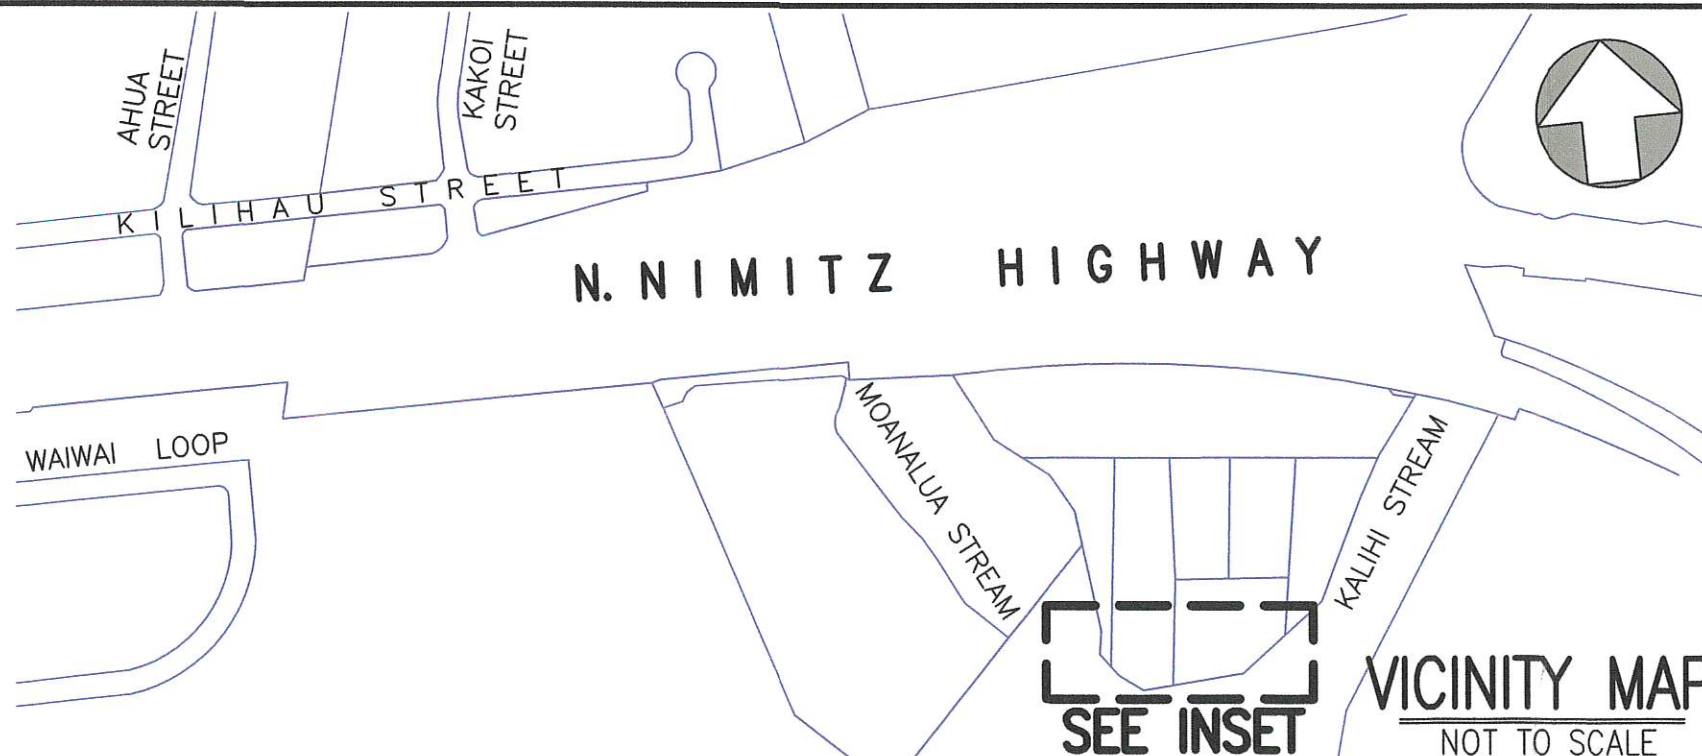 AHUA
STREET
KAKOI
STREET
KILIHAU STREET
N. NIMITZ HIGHWAY
WAIWAI LOOP
MOANALUA STREAM
KALIHI STREAM
SEE INSET
VICINITY MAP
NOT TO SCALE